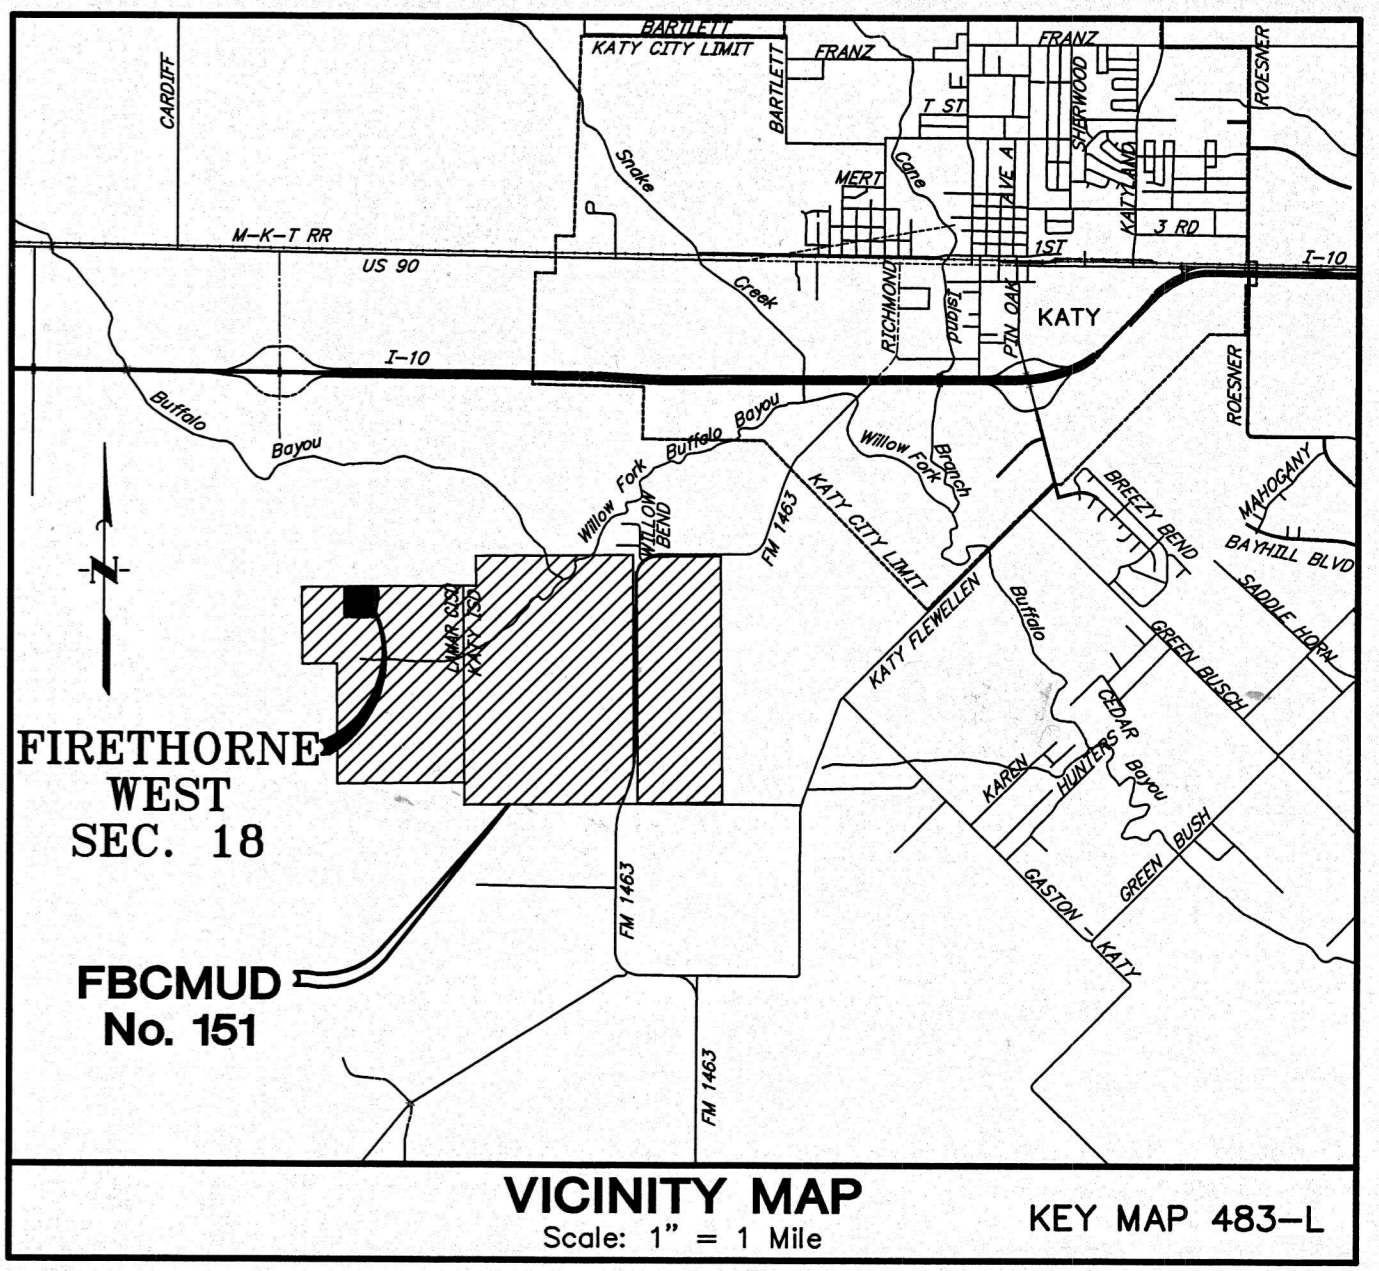 BARTLETT
KATY CITY LIMIT
CARDIFF
BARTLETT
FRANZ
FRANZ
SHERWOOD
ROESNER
T ST
Snake
Cane
MERT
AVE A
KATYLAND
3 RD
M-K-T RR
1ST
US 90
I-10
Creek
RICHMOND
Island
PIN OAK
KATY
I-10
ROESNER
Buffalo
Bayou
Buffalo
Bayou
Willow Fork
Branch
Willow Fork
WILLOW
BEND
FM 1463
KATY CITY LIMIT
BREEZY BEND
MAHOGANY
BAYHILL BLVD
SADDLE HORN
N
LAMAR CISD
KATY ISD
KATY FLEWELLEN
Buffalo
GREEN BUSCH
FIRETHORNE
WEST
SEC. 18
CEDAR
KAREN
HUNTERS
Bayou
GREEN BUSH
FM 1463
GASTON - KATY
FBCMUD
No. 151
FM 1463
VICINITY MAP
Scale: 1" = 1 Mile
KEY MAP 483-L